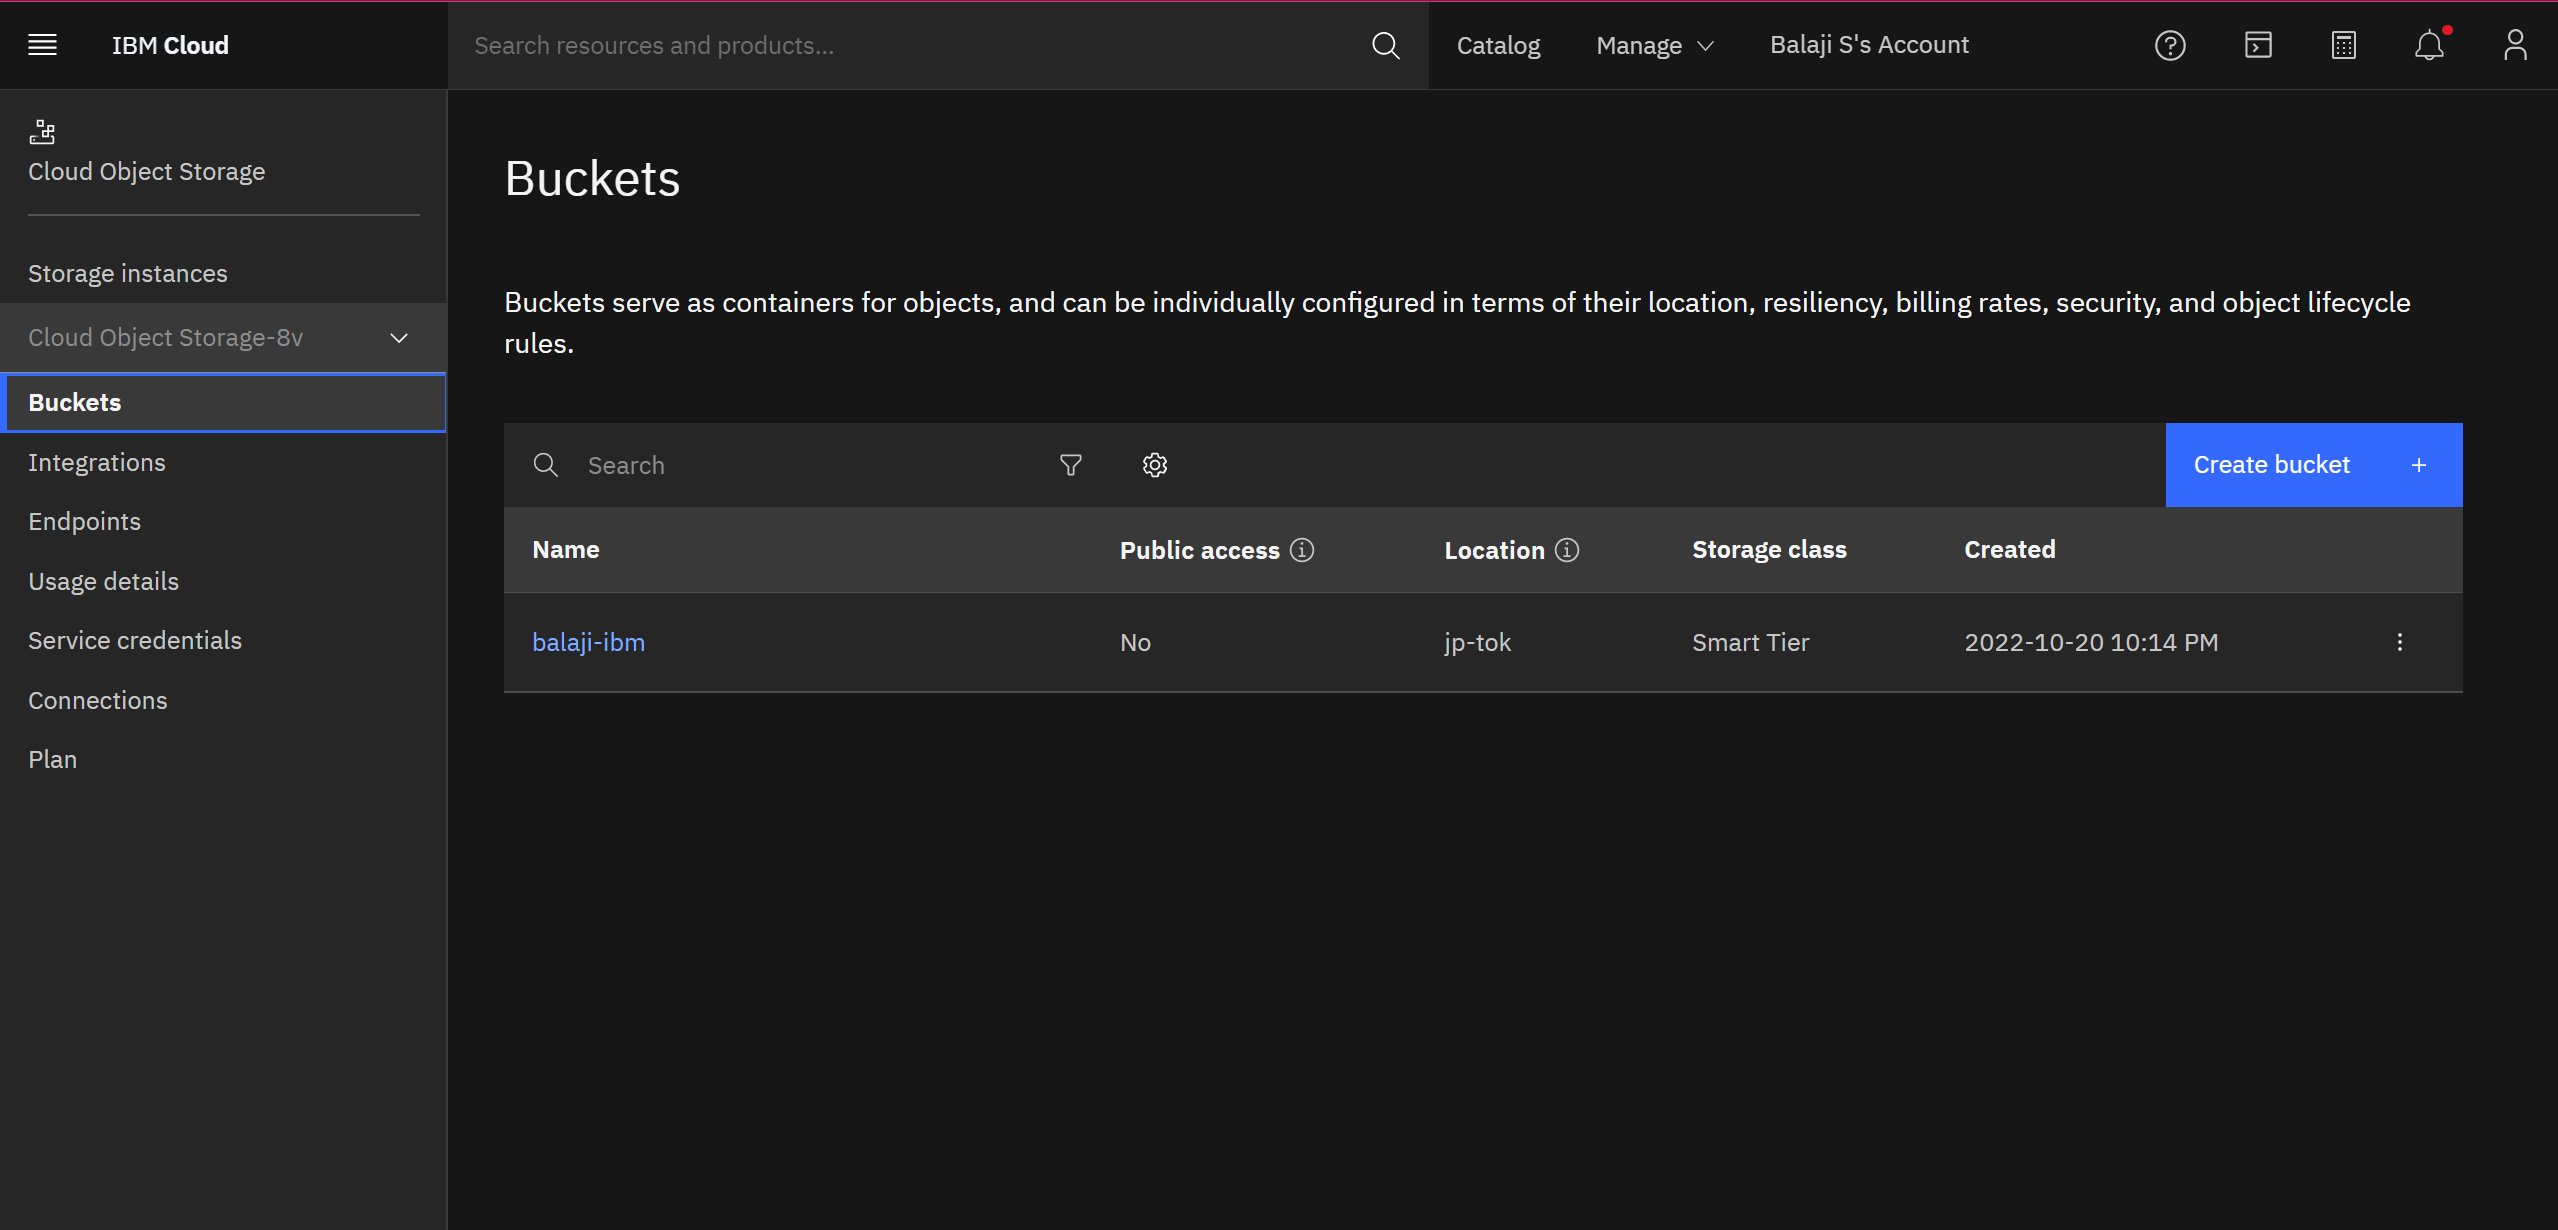 IBM Cloud
Search resources and products...
Catalog
Manage
Balaji S's Account
Cloud Object Storage
Storage instances
Cloud Object Storage-8v
Buckets
Integrations
Endpoints
Usage details
Service credentials
Connections
Plan
Buckets
Buckets serve as containers for objects, and can be individually configured in terms of their location, resiliency, billing rates, security, and object lifecycle
rules.
Search
Create bucket +
Name Public access Location Storage class Created
balaji-ibm No jp-tok Smart Tier 2022-10-20 10:14 PM